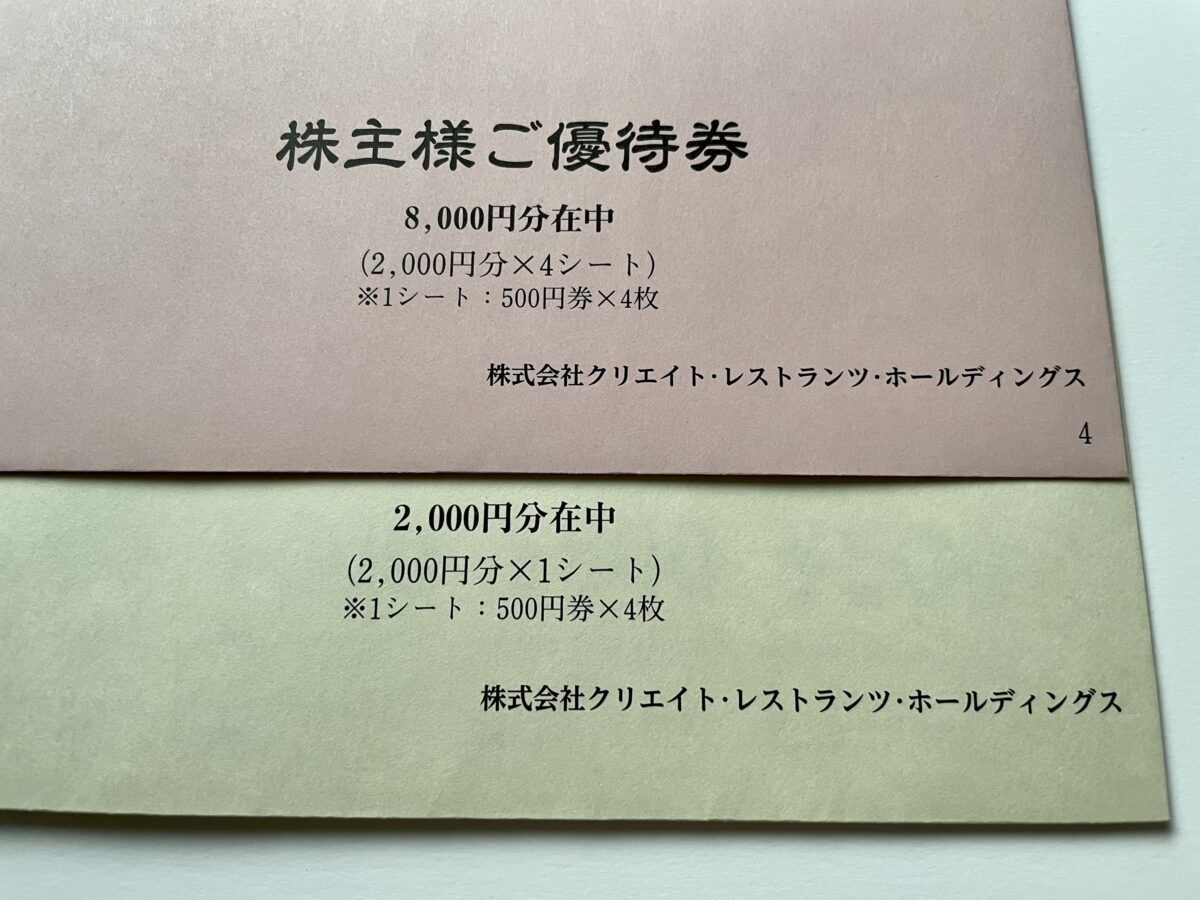 株主様ご優待券
8,000円分在中
(2,000円分×4シート)
※1シート：500円券×4枚
株式会社クリエイト・レストランツ・ホールディングス
4
2,000円分在中
(2,000円分×1シート)
※1シート：500円券×4枚
株式会社クリエイト・レストランツ・ホールディングス